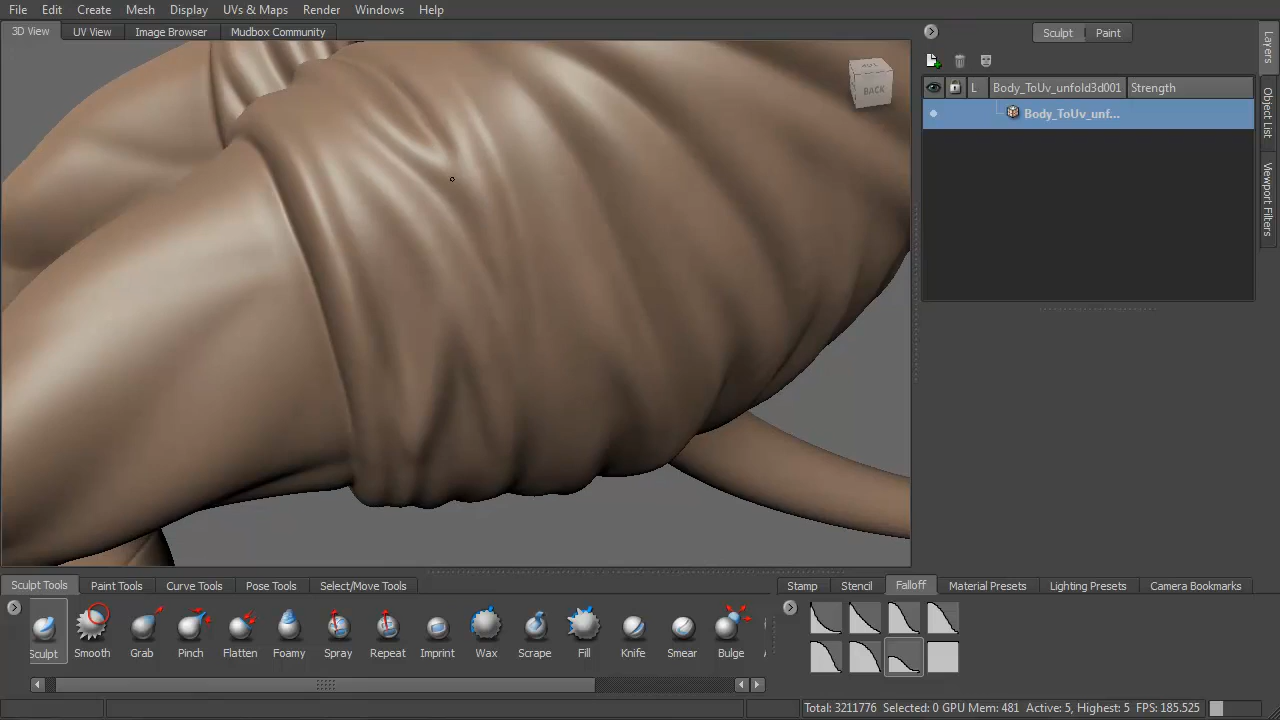 File Edit Create Mesh Display UVs & Maps Render Windows Help
3D View UV View Image Browser Mudbox Community
Sculpt Paint
Layers
Object List
Viewport Filters
L Body_ToUv_unfold3d001 Strength
Body_ToUv_unf...
BACK
Sculpt Tools Paint Tools Curve Tools Pose Tools Select/Move Tools
Stamp Stencil Falloff Material Presets Lighting Presets Camera Bookmarks
Sculpt Smooth Grab Pinch Flatten Foamy Spray Repeat Imprint Wax Scrape Fill Knife Smear Bulge
Total: 3211776 Selected: 0 GPU Mem: 481 Active: 5, Highest: 5 FPS: 185.525